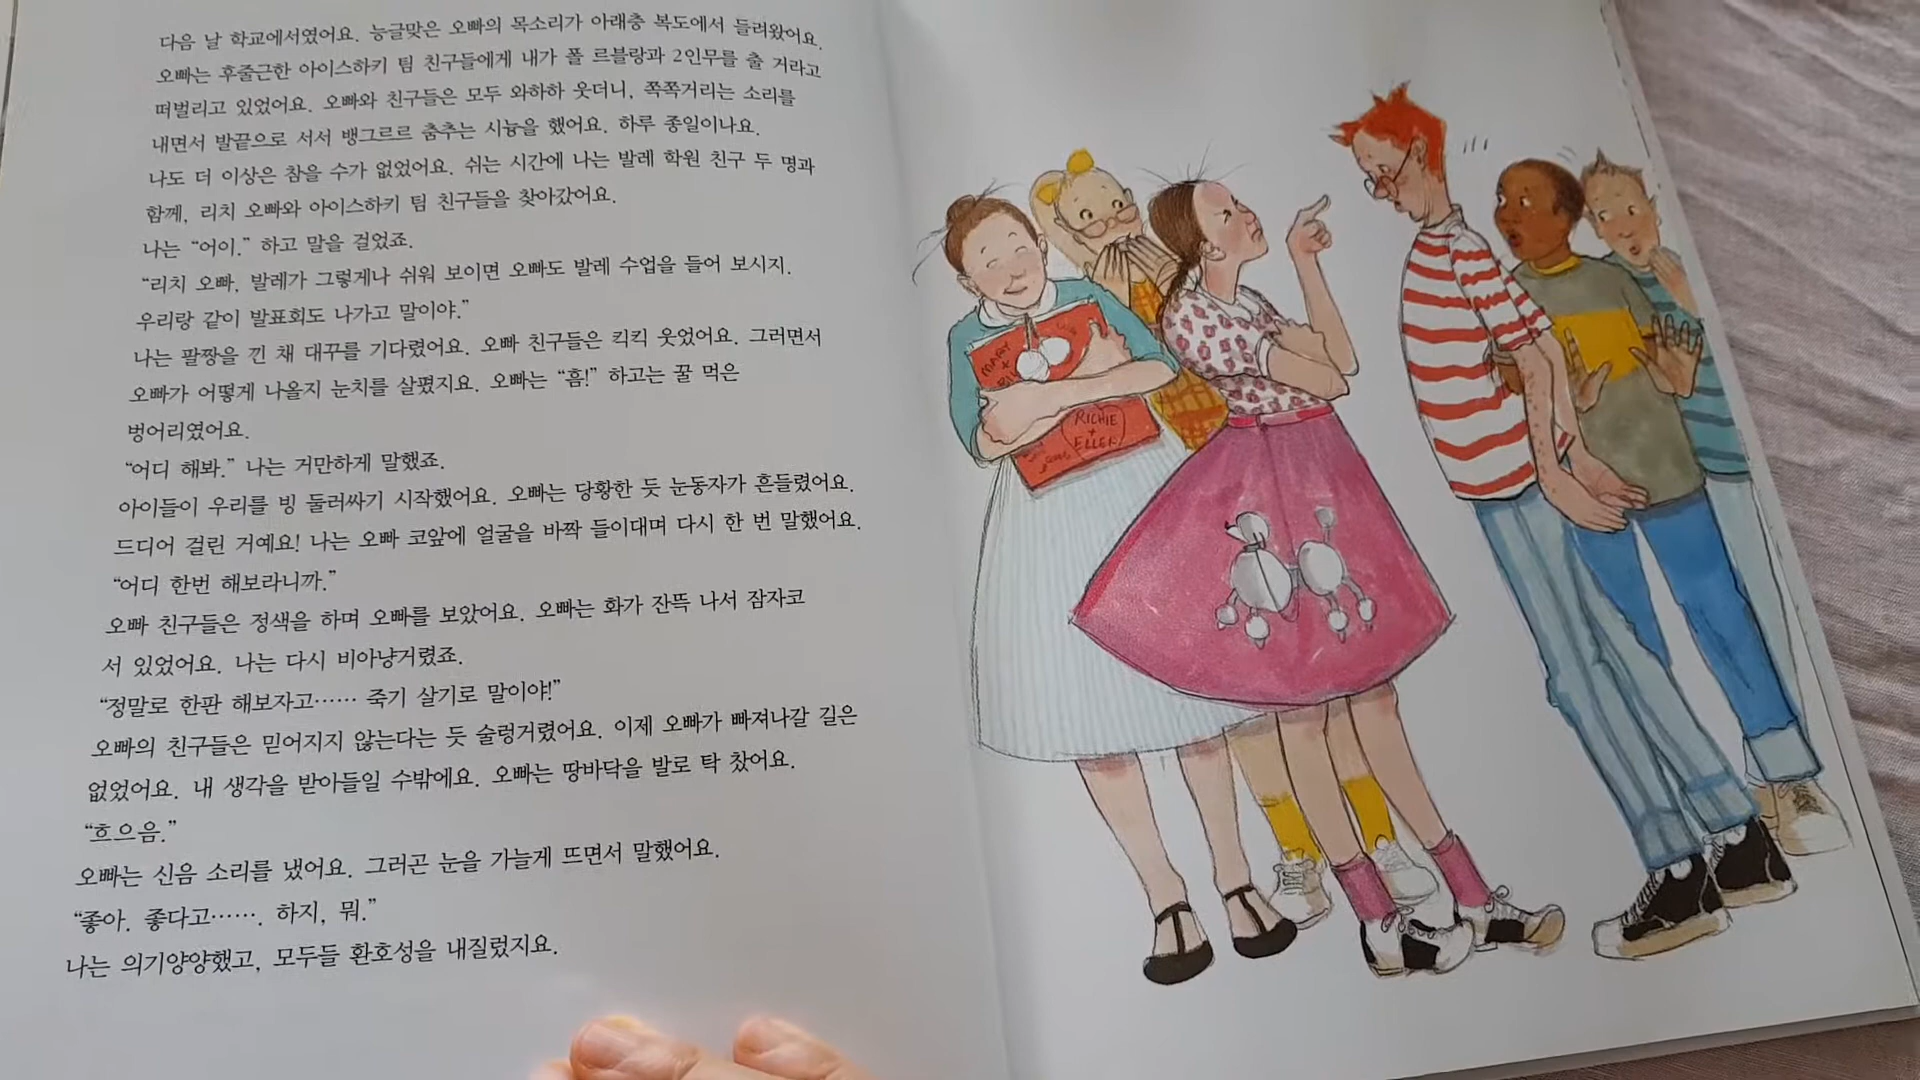 다음 날 학교에서였어요. 능글맞은 오빠의 목소리가 아래층 복도에서 들려왔어요.
오빠는 후줄근한 아이스하키 팀 친구들에게 내가 폴 르블랑과 2인무를 출 거라고
떠벌리고 있었어요. 오빠와 친구들은 모두 와하하 웃더니, 쪽쪽거리는 소리를
내면서 발끝으로 서서 뱅그르르 춤추는 시늉을 했어요. 하루 종일이나요.
나도 더 이상은 참을 수가 없었어요. 쉬는 시간에 나는 발레 학원 친구 두 명과
함께, 리치 오빠와 아이스하키 팀 친구들을 찾아갔어요.
나는 “어이.” 하고 말을 걸었죠.
“리치 오빠, 발레가 그렇게나 쉬워 보이면 오빠도 발레 수업을 들어 보시지.
우리랑 같이 발표회도 나가고 말이야.”
나는 팔짱을 낀 채 대꾸를 기다렸어요. 오빠 친구들은 킥킥 웃었어요. 그러면서
오빠가 어떻게 나올지 눈치를 살폈지요. 오빠는 “흠!” 하고는 꿀 먹은
벙어리였어요.
“어디 해봐.” 나는 거만하게 말했죠.
아이들이 우리를 빙 둘러싸기 시작했어요. 오빠는 당황한 듯 눈동자가 흔들렸어요.
드디어 걸린 거예요! 나는 오빠 코앞에 얼굴을 바짝 들이대며 다시 한 번 말했어요.
“어디 한번 해보라니까.”
오빠 친구들은 정색을 하며 오빠를 보았어요. 오빠는 화가 잔뜩 나서 잠자코
서 있었어요. 나는 다시 비아냥거렸죠.
“정말로 한판 해보자고…… 죽기 살기로 말이야!”
오빠의 친구들은 믿어지지 않는다는 듯 술렁거렸어요. 이제 오빠가 빠져나갈 길은
없었어요. 내 생각을 받아들일 수밖에요. 오빠는 땅바닥을 발로 탁 찼어요.
“흐으음.”
오빠는 신음 소리를 냈어요. 그러곤 눈을 가늘게 뜨면서 말했어요.
“좋아. 좋다고……. 하지, 뭐.”
나는 의기양양했고, 모두들 환호성을 내질렀지요.
MARY
+
RICHIE
+
ELLEN